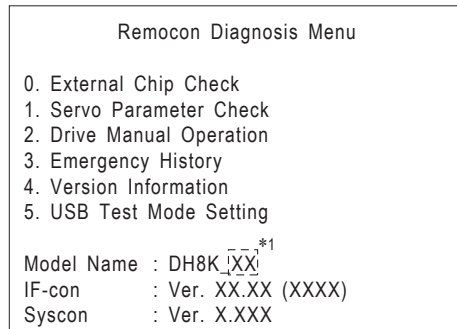 Remocon Diagnosis Menu
0. External Chip Check
1. Servo Parameter Check
2. Drive Manual Operation
3. Emergency History
4. Version Information
5. USB Test Mode Setting
*1
Model Name : DH8K_XX
IF-con : Ver. XX.XX (XXXX)
Syscon : Ver. X.XXX